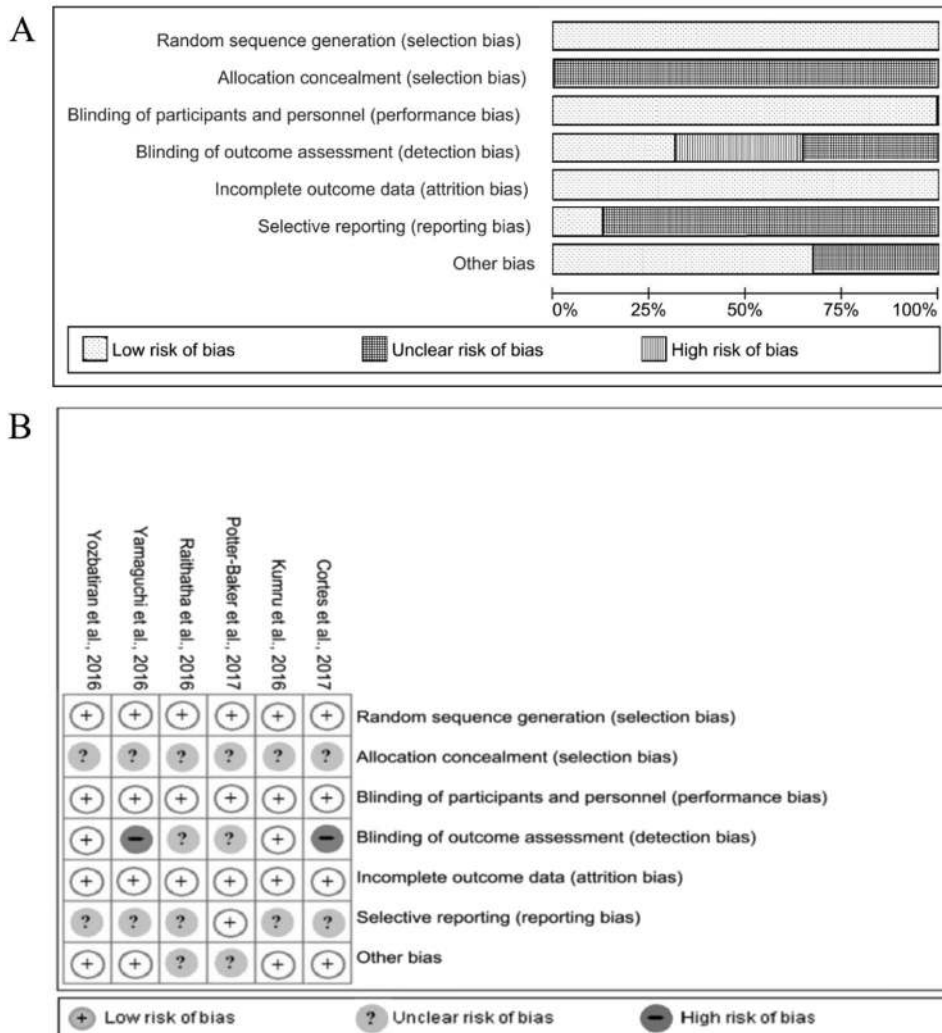 A
Random sequence generation (selection bias)
Allocation concealment (selection bias)
Blinding of participants and personnel (performance bias)
Blinding of outcome assessment (detection bias)
Incomplete outcome data (attrition bias)
Selective reporting (reporting bias)
Other bias
0% 25% 50% 75% 100%
Low risk of bias Unclear risk of bias High risk of bias
B
Yozbatiran et al., 2016
Yamaguchi et al., 2016
Raithatha et al., 2016
Potter-Baker et al., 2017
Kumru et al., 2016
Cortes et al., 2017
+ + + + + + Random sequence generation (selection bias)
? ? ? ? ? ? Allocation concealment (selection bias)
+ + + + + + Blinding of participants and personnel (performance bias)
+ − ? ? + − Blinding of outcome assessment (detection bias)
+ + + + + + Incomplete outcome data (attrition bias)
? ? ? + ? ? Selective reporting (reporting bias)
+ + ? ? + + Other bias
+ Low risk of bias ? Unclear risk of bias − High risk of bias